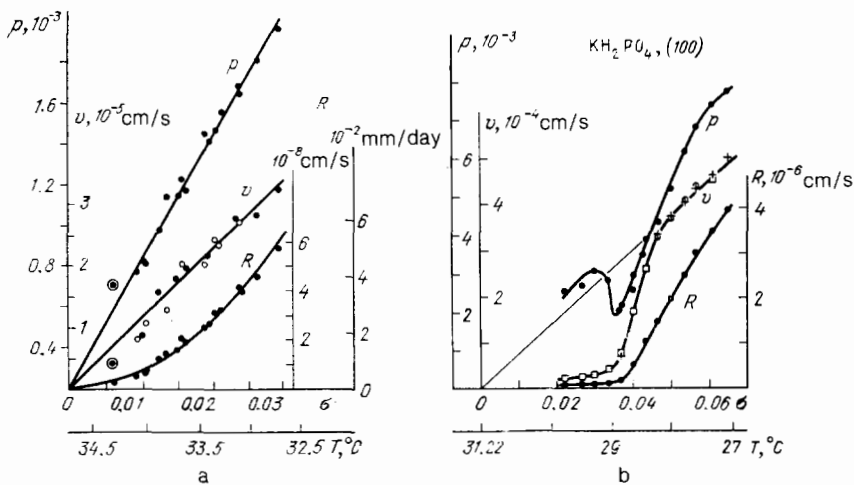 p, 10⁻³
p
R
v, 10⁻⁵ cm/s
10⁻⁸ cm/s
10⁻² mm/day
1.6
1.2
0.8
0.4
3
2
1
v
R
6
4
2
6
4
2
0
0 0.01 0.02 0.03 σ
34.5 33.5 32.5 T, °C
a
p, 10⁻³
KH₂PO₄, (100)
v, 10⁻⁴ cm/s
R, 10⁻⁶ cm/s
p
v
R
6
4
2
6
4
2
4
2
0 0.02 0.04 0.06 σ
31.22 29 27 T, °C
b